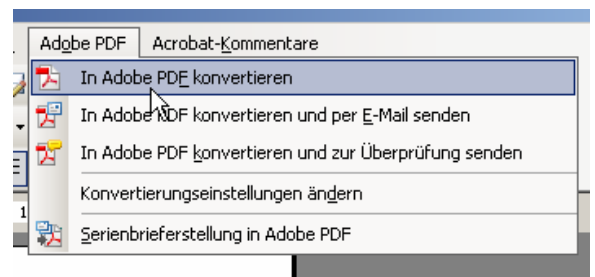 Adobe PDF Acrobat-Kommentare
In Adobe PDF konvertieren
In Adobe PDF konvertieren und per E-Mail senden
In Adobe PDF konvertieren und zur Überprüfung senden
Konvertierungseinstellungen ändern
1
Serienbrieferstellung in Adobe PDF